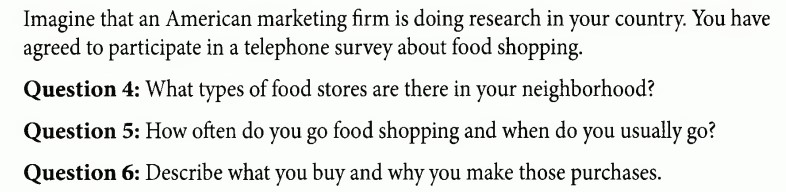 Imagine that an American marketing firm is doing research in your country. You have
agreed to participate in a telephone survey about food shopping.
Question 4: What types of food stores are there in your neighborhood?
Question 5: How often do you go food shopping and when do you usually go?
Question 6: Describe what you buy and why you make those purchases.